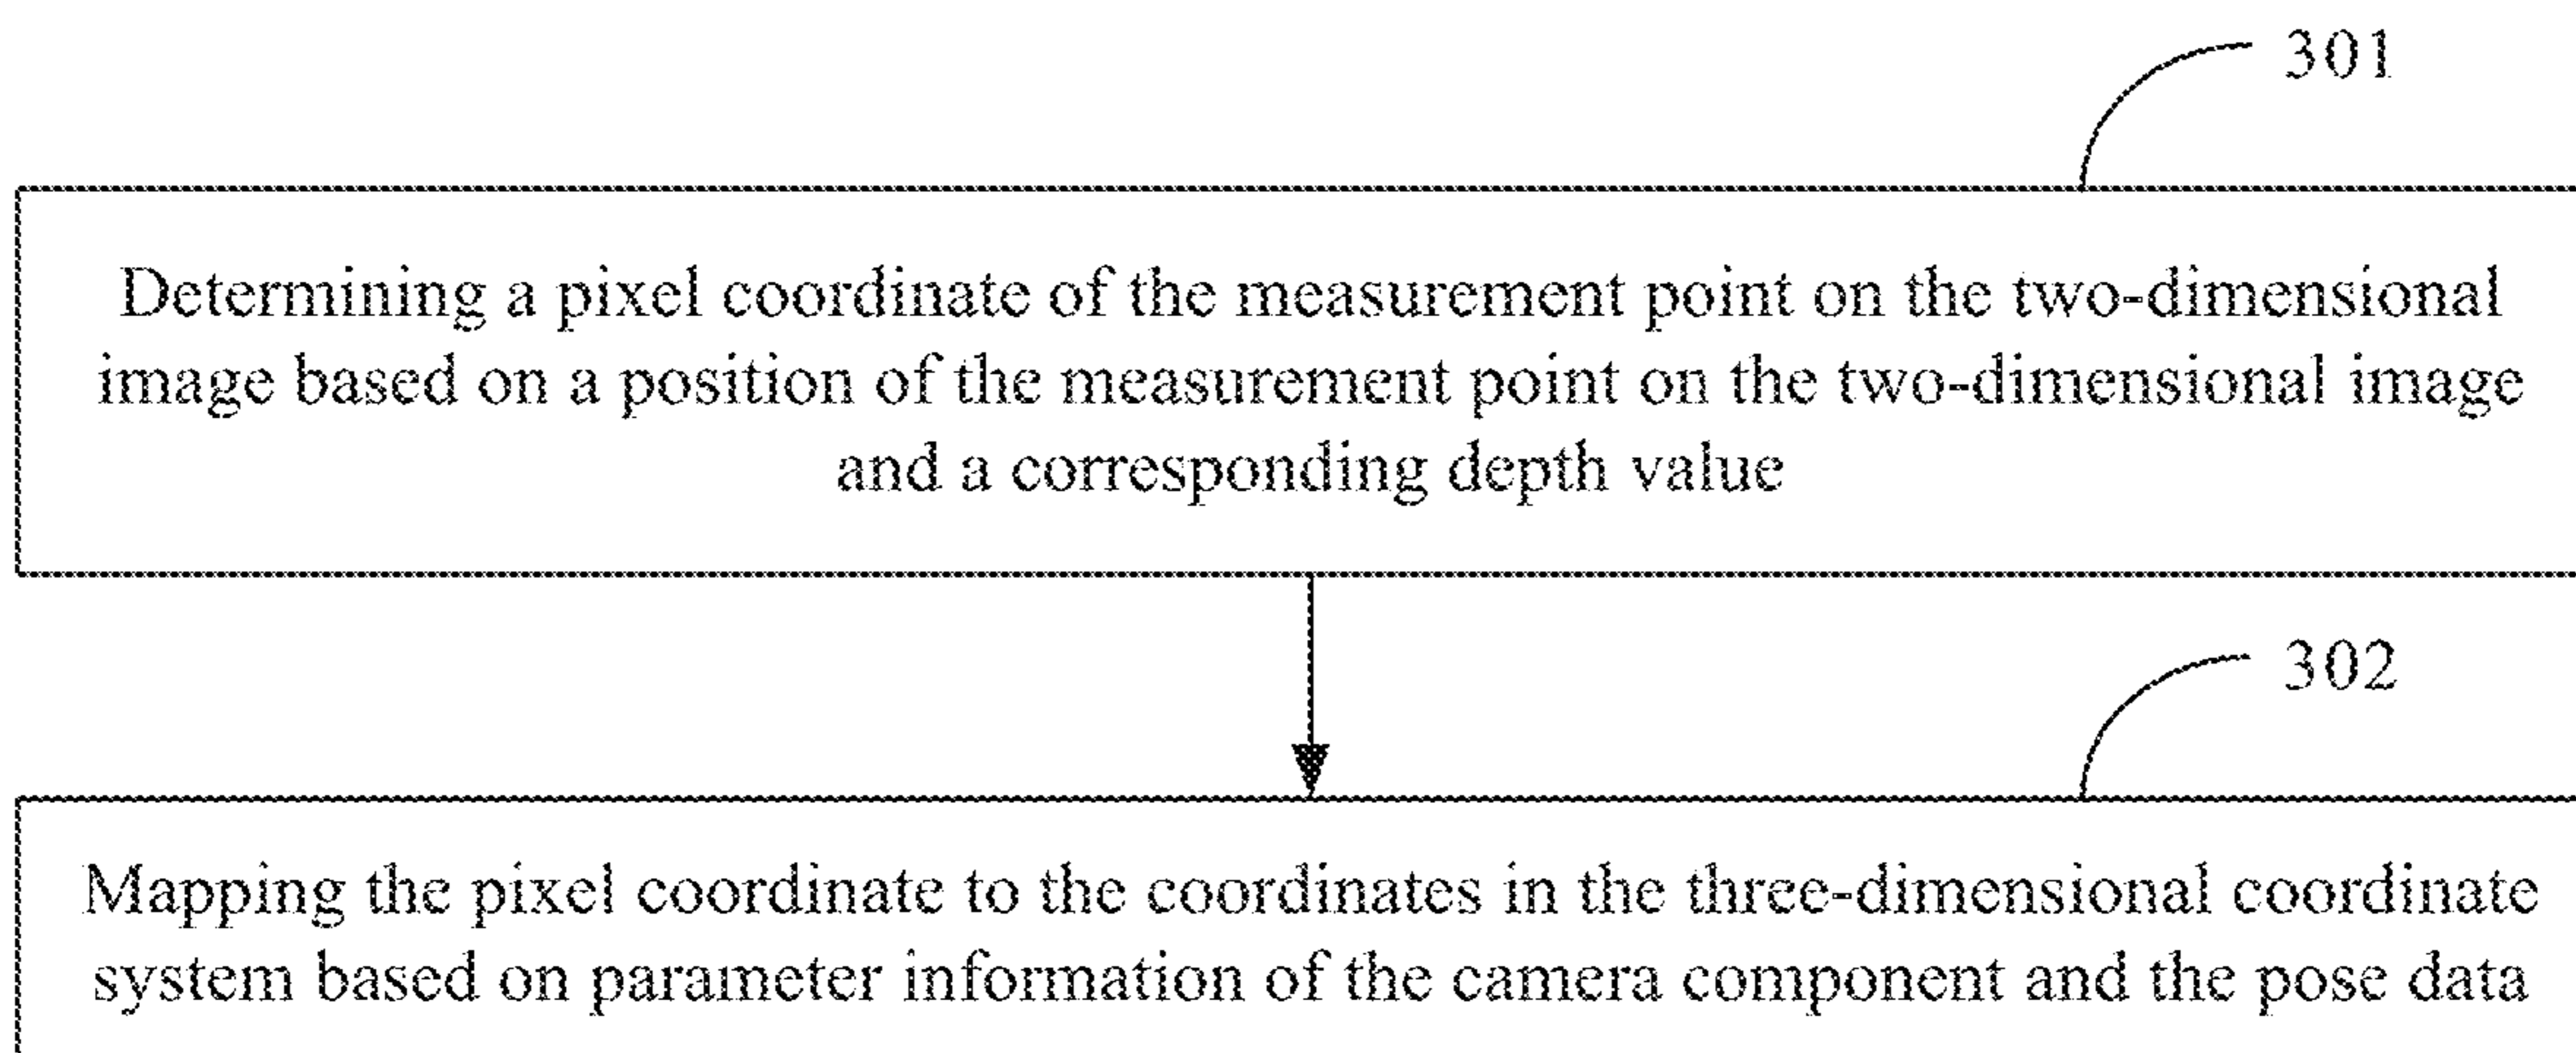 301
Determining a pixel coordinate of the measurement point on the two-dimensional
image based on a position of the measurement point on the two-dimensional image
and a corresponding depth value
302
Mapping the pixel coordinate to the coordinates in the three-dimensional coordinate
system based on parameter information of the camera component and the pose data